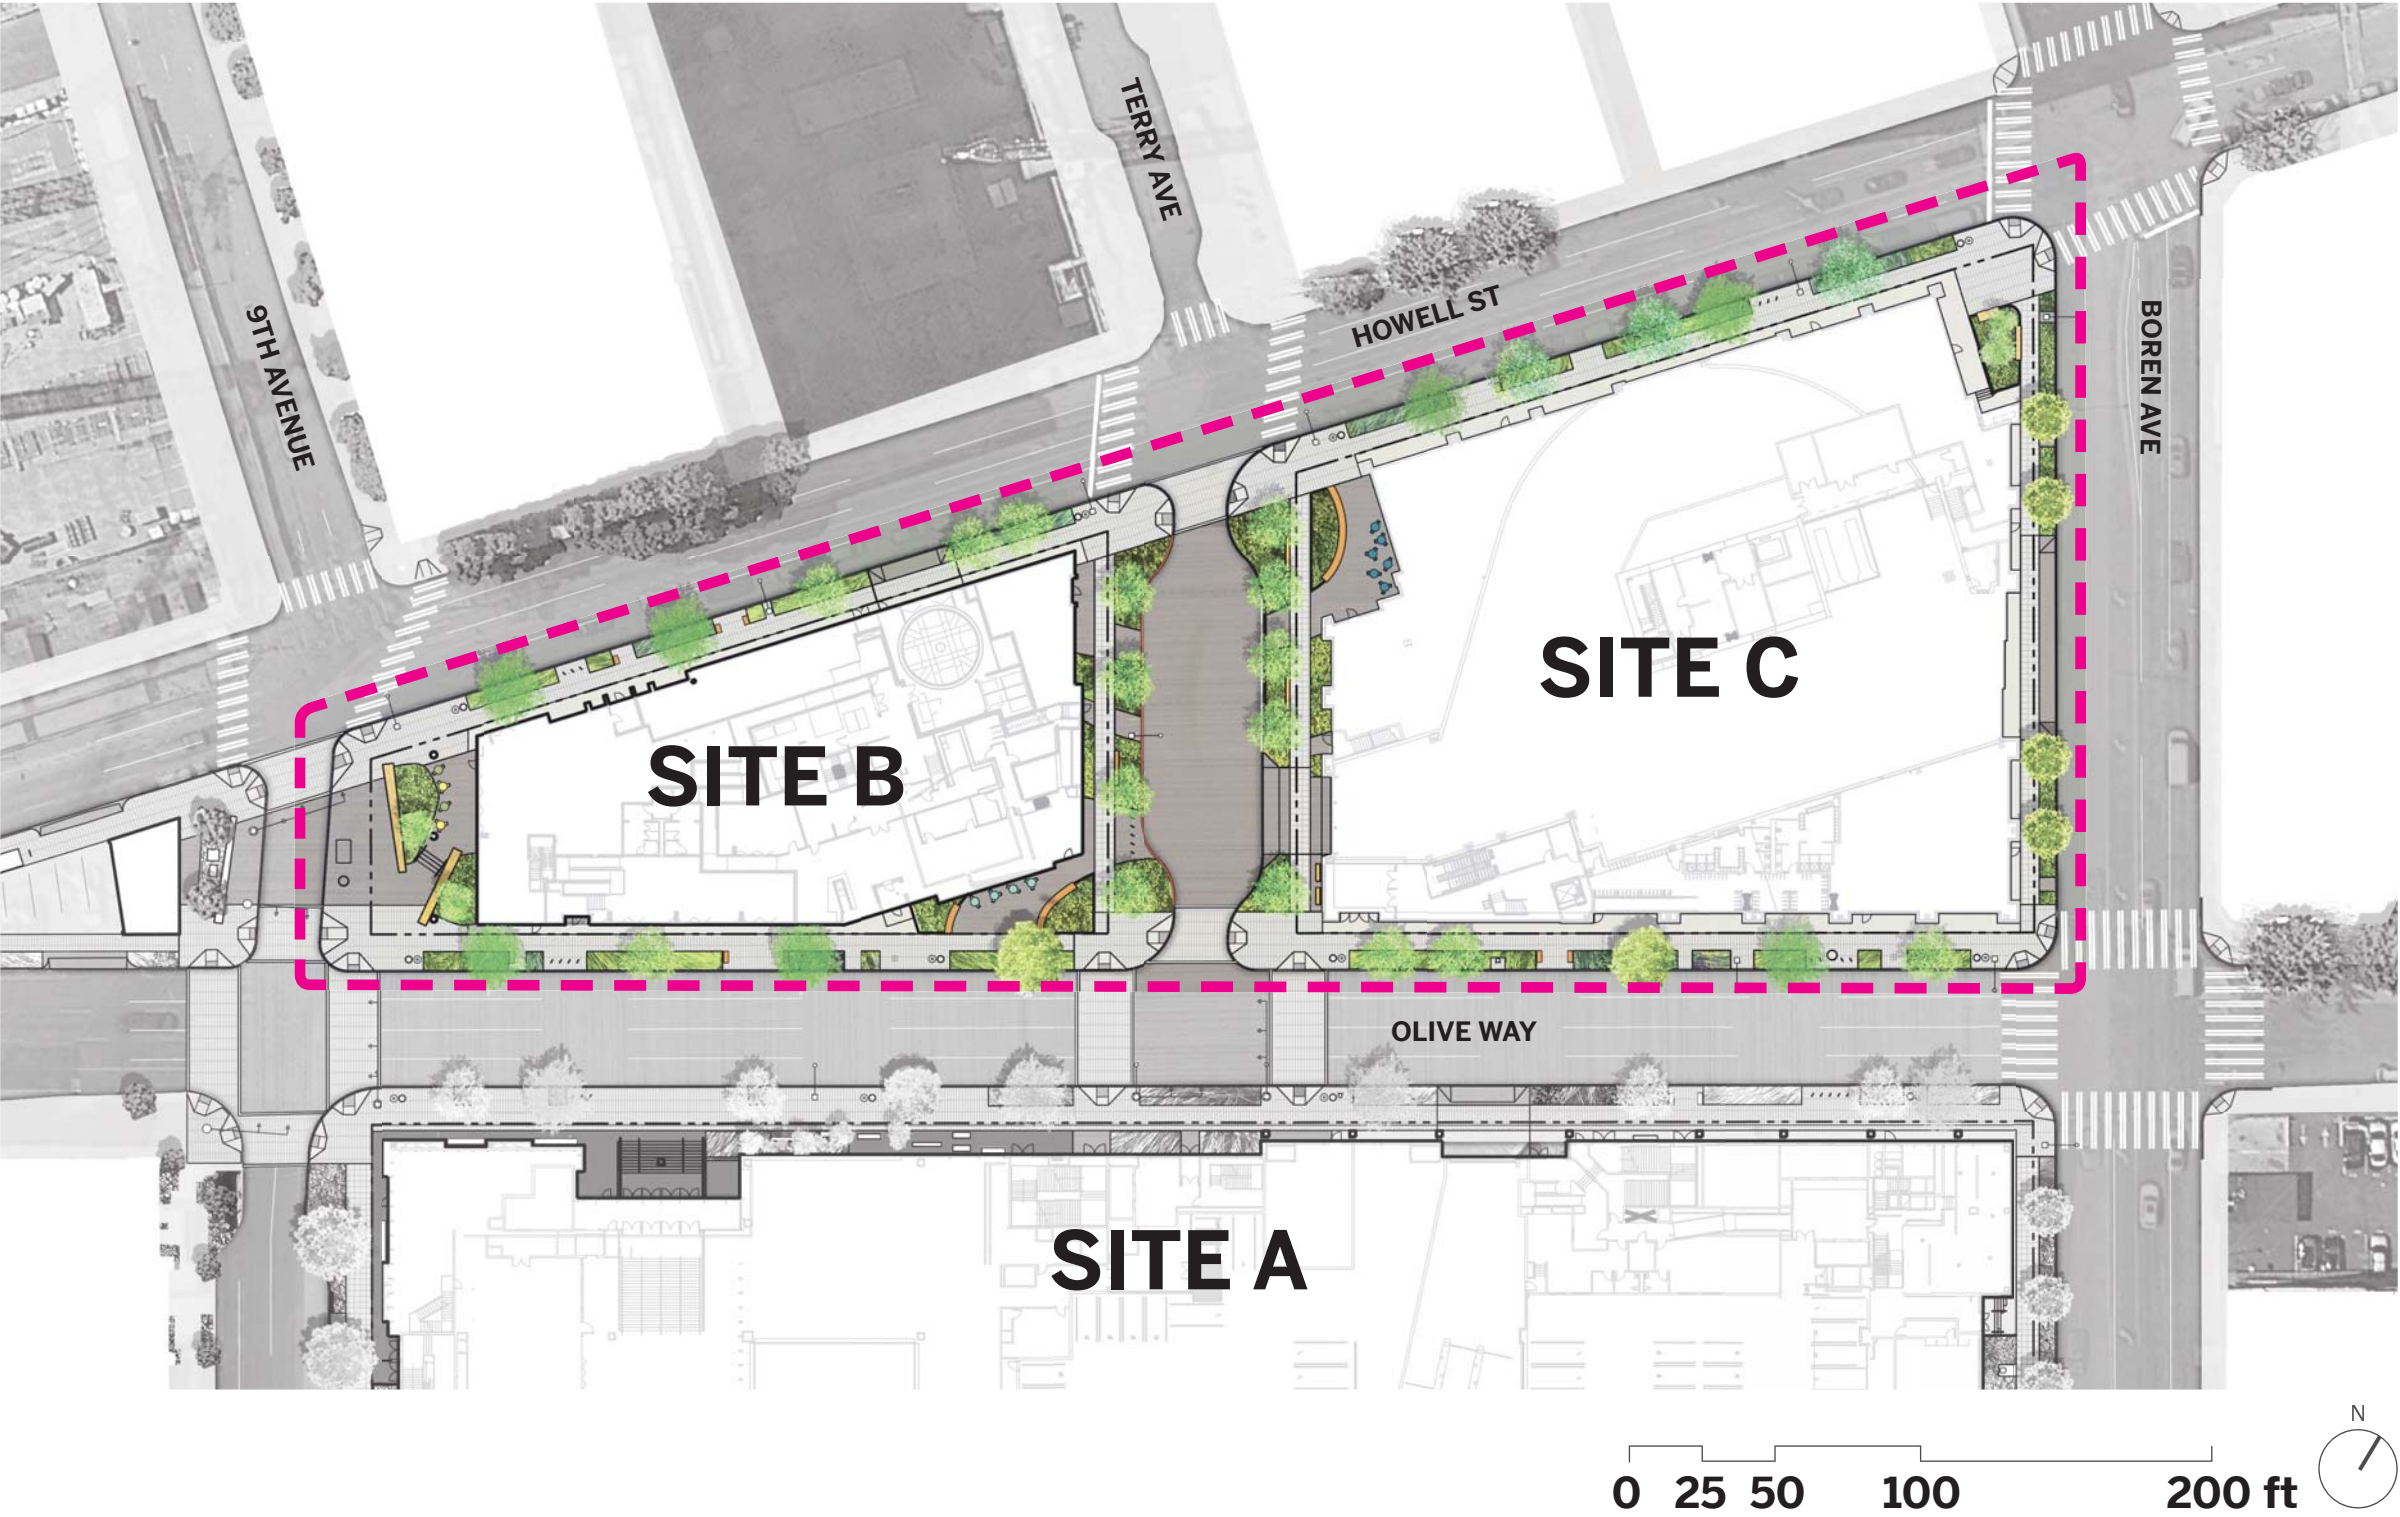 TERRY AVE
9TH AVENUE
HOWELL ST
BOREN AVE
SITE C
SITE B
OLIVE WAY
SITE A
N
0 25 50 100 200 ft